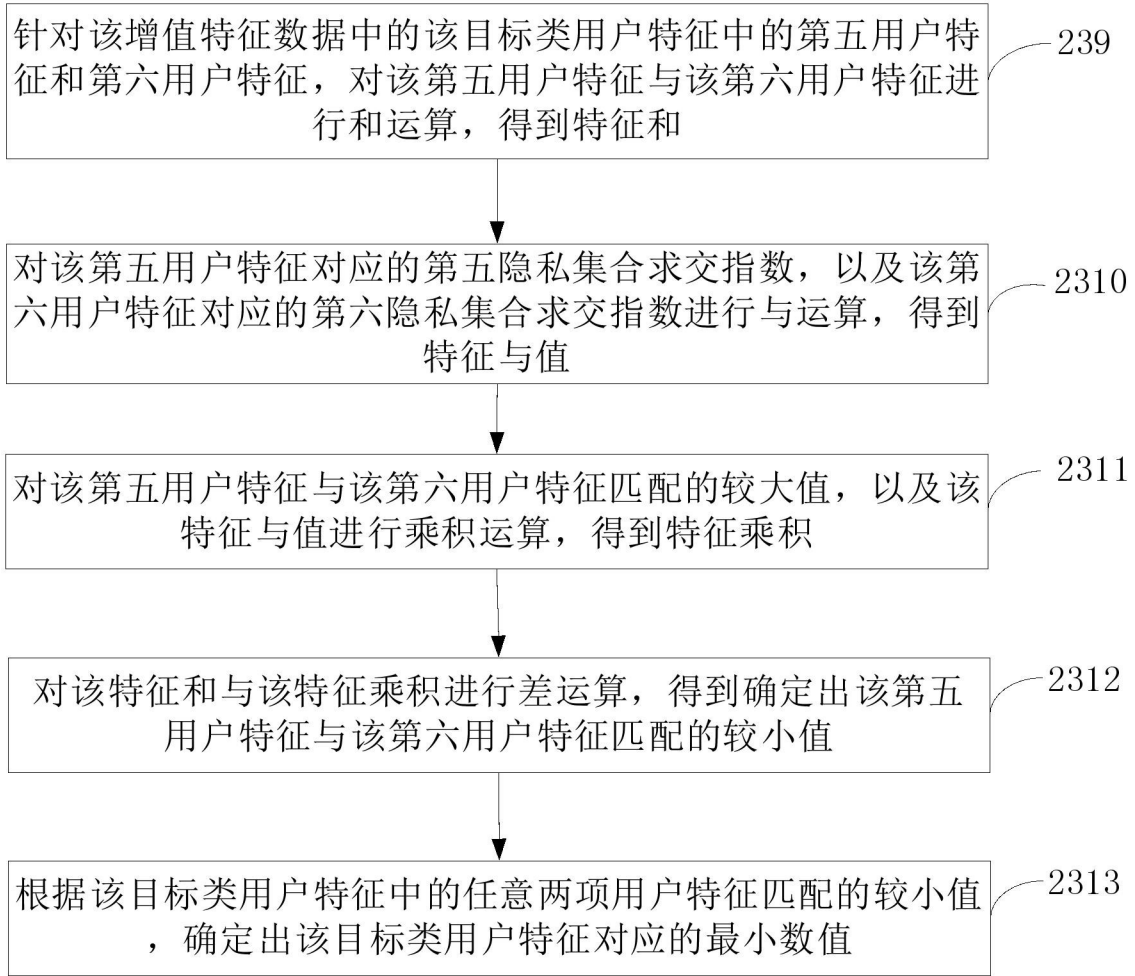 针对该增值特征数据中的该目标类用户特征中的第五用户特
征和第六用户特征，对该第五用户特征与该第六用户特征进
行和运算，得到特征和
239
对该第五用户特征对应的第五隐私集合求交指数，以及该第
六用户特征对应的第六隐私集合求交指数进行与运算，得到
特征与值
2310
对该第五用户特征与该第六用户特征匹配的较大值，以及该
特征与值进行乘积运算，得到特征乘积
2311
对该特征和与该特征乘积进行差运算，得到确定出该第五
用户特征与该第六用户特征匹配的较小值
2312
根据该目标类用户特征中的任意两项用户特征匹配的较小值
，确定出该目标类用户特征对应的最小数值
2313